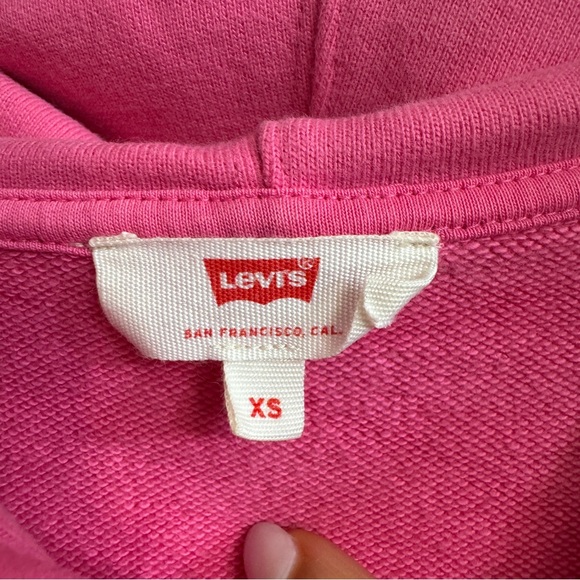 Levi's®
SAN FRANCISCO, CAL.
XS